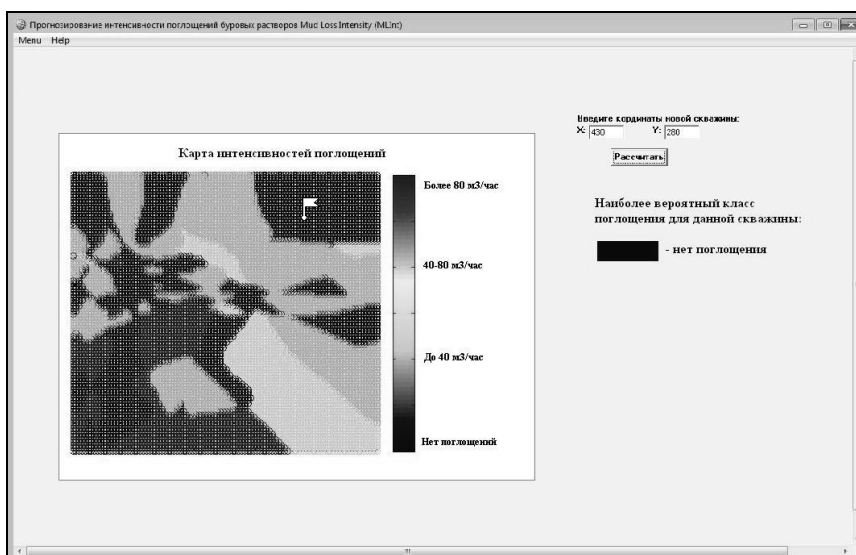 Прогнозирование интенсивности поглощений буровых растворов Mud Loss Intensity (MLInt)
Menu Help
Введите кординаты новой скважины:
X: 430 Y: 280
Рассчитать
Карта интенсивностей поглощений
Более 80 м3/час
40-80 м3/час
До 40 м3/час
Нет поглощений
Наиболее вероятный класс
поглощения для данной скважины:
- нет поглощения